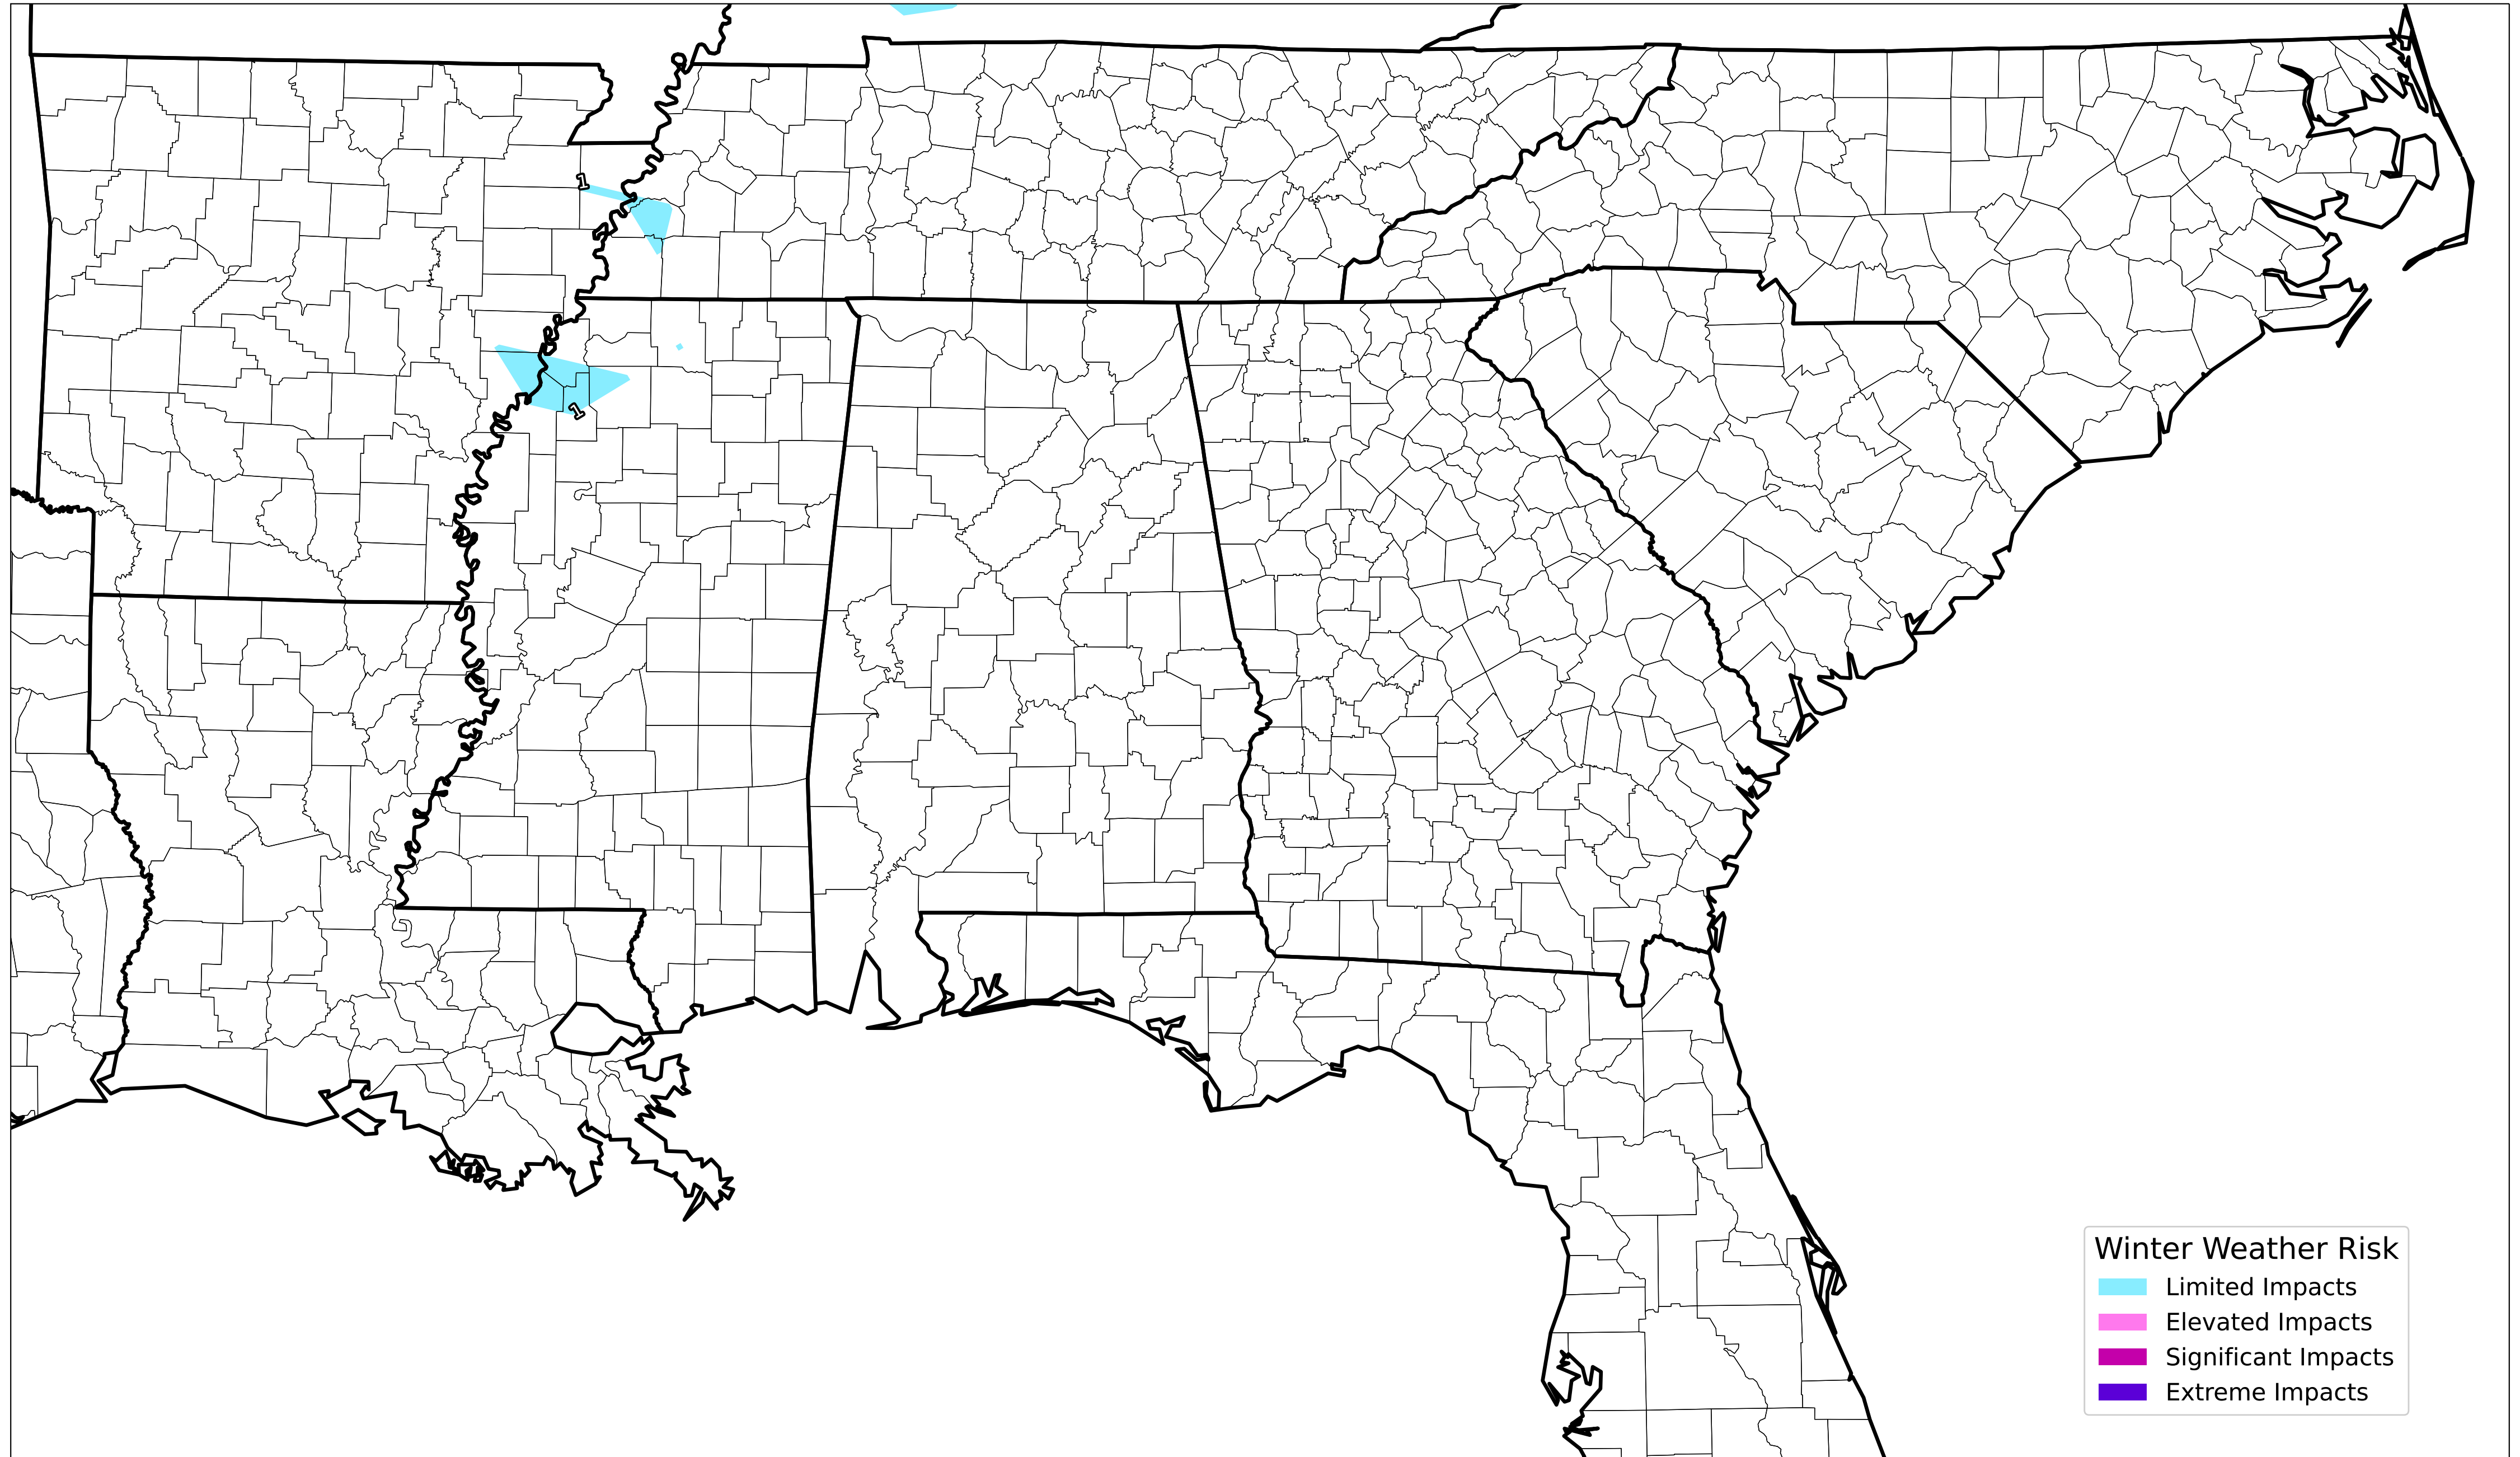 1
1
Winter Weather Risk
Limited Impacts
Elevated Impacts
Significant Impacts
Extreme Impacts